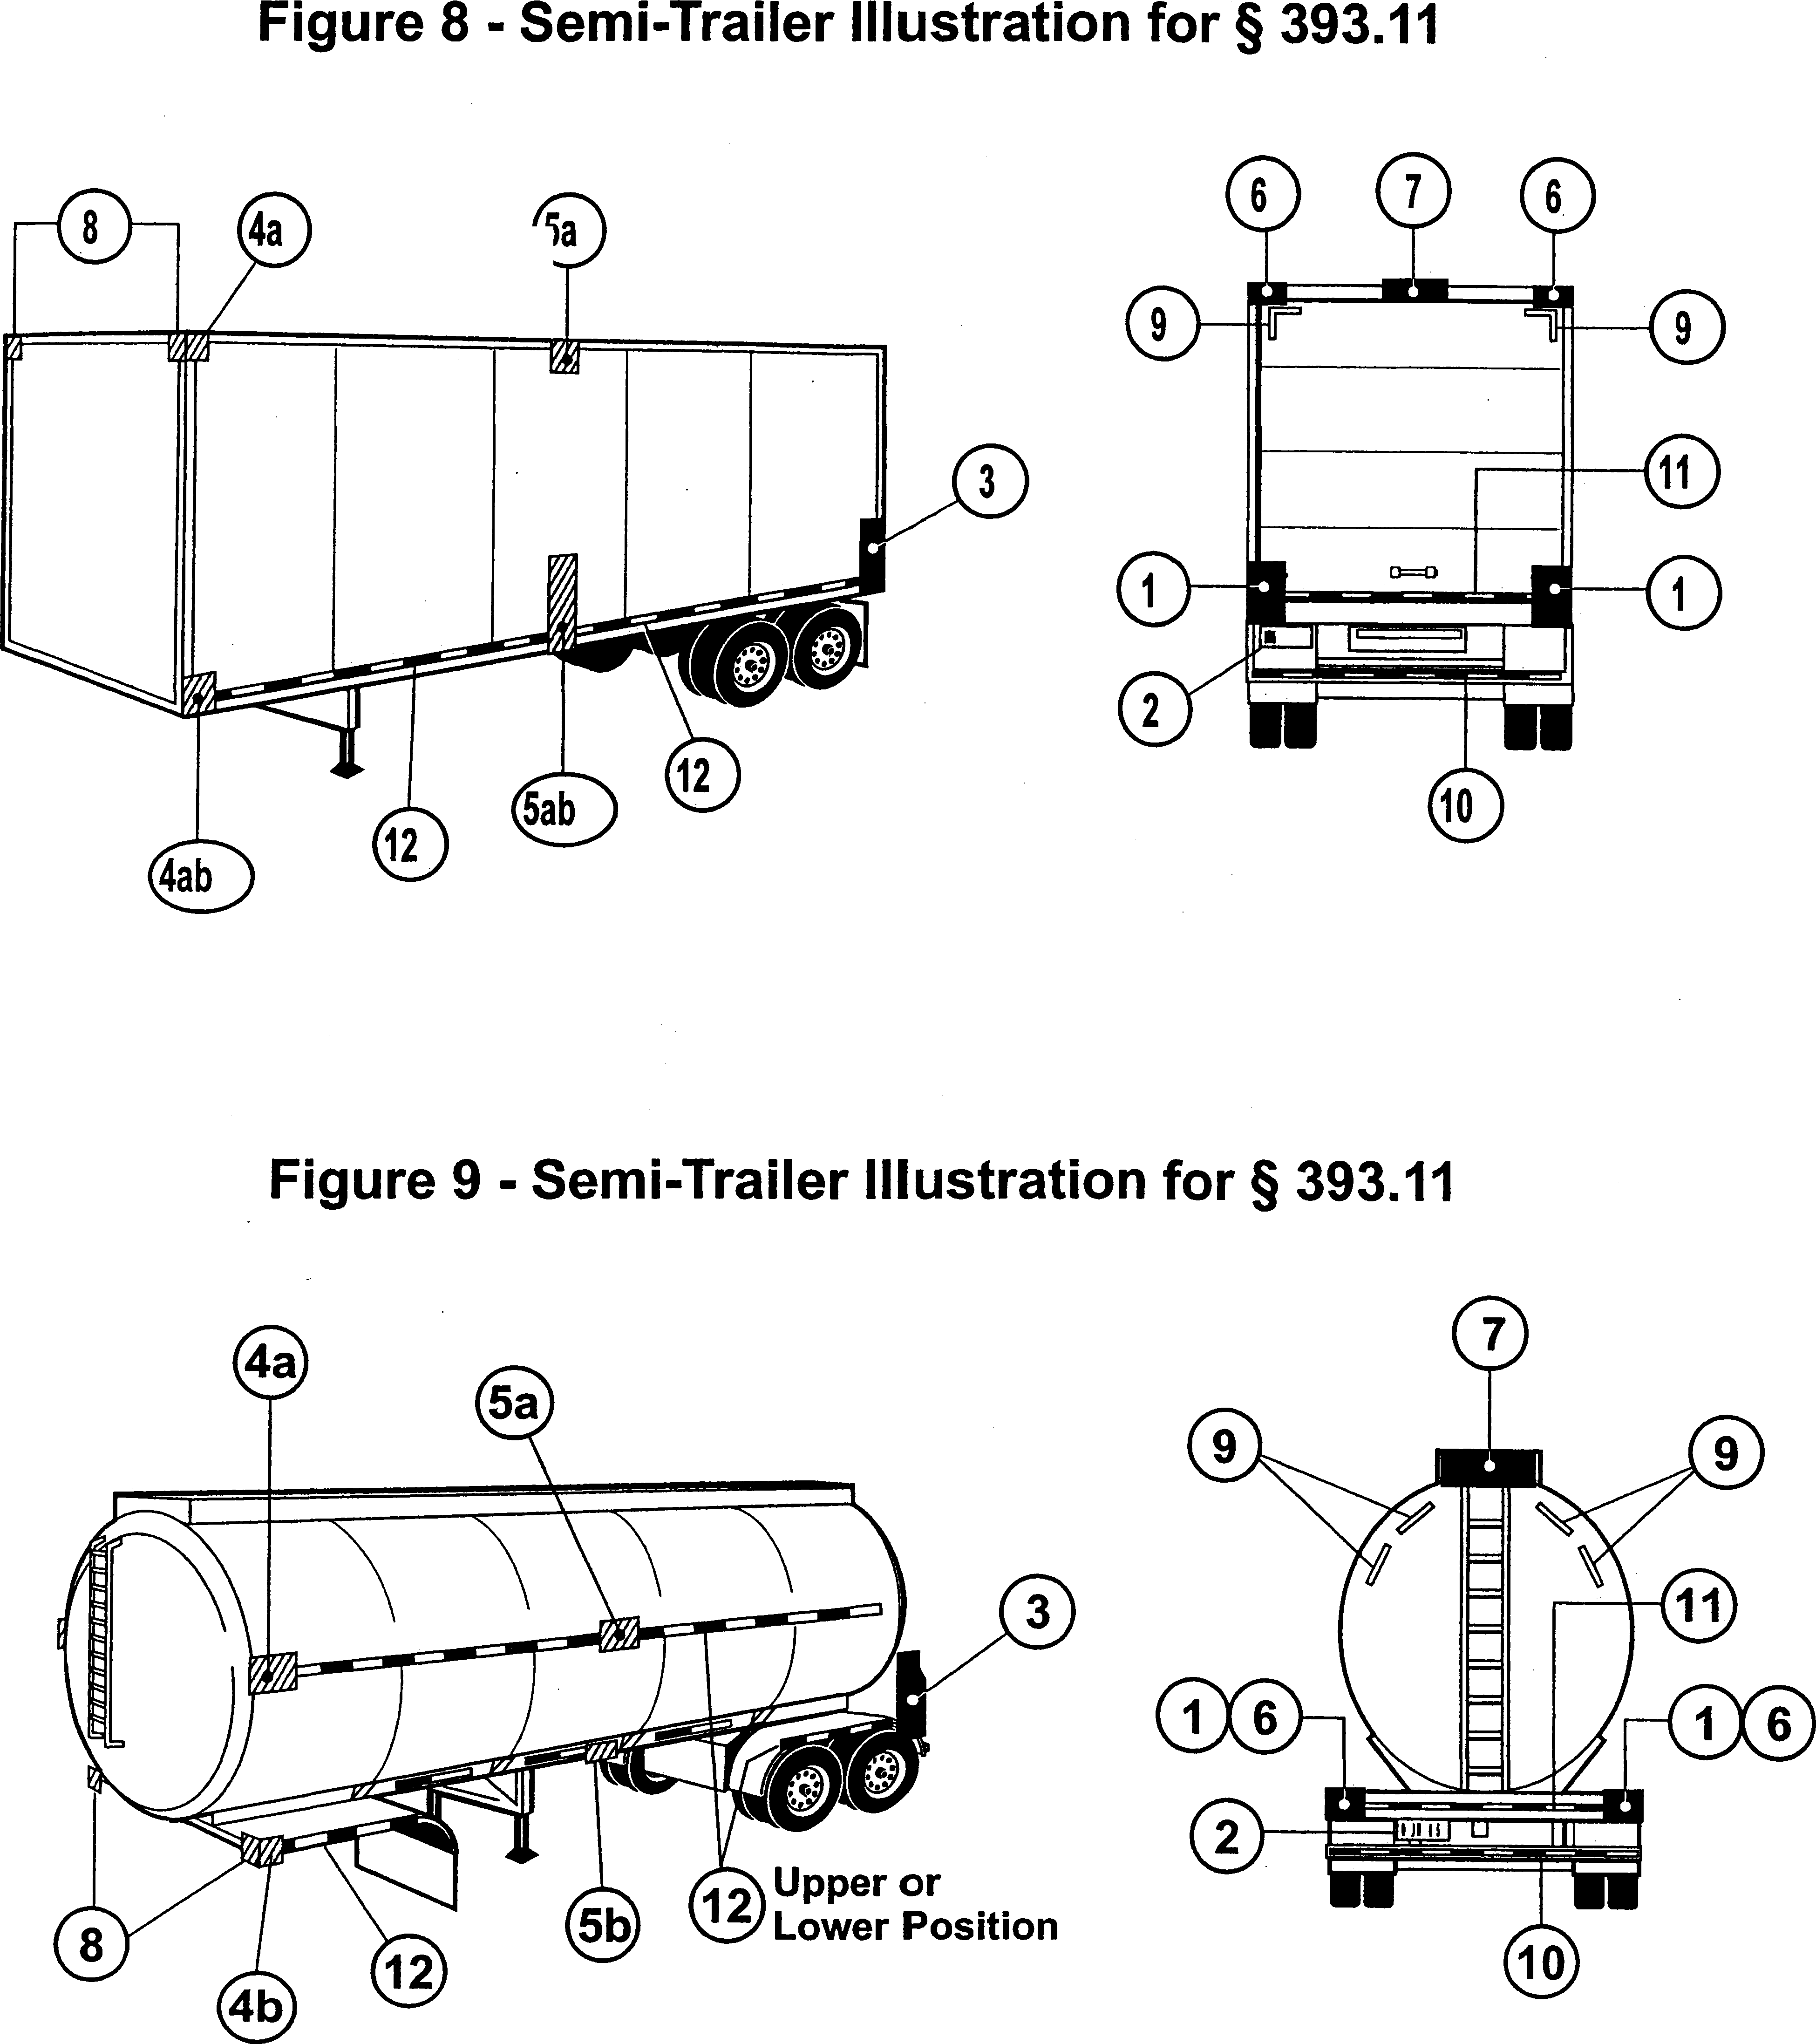 Figure 8 - Semi-Trailer Illustration for § 393.11
8
4a
5a
6
7
6
9
9
3
11
1
1
2
12
5ab
12
4ab
10
Figure 9 - Semi-Trailer Illustration for § 393.11
4a
5a
7
9
9
3
11
1 6
1 6
2
12 Upper or
Lower Position
5b
8
12
4b
10